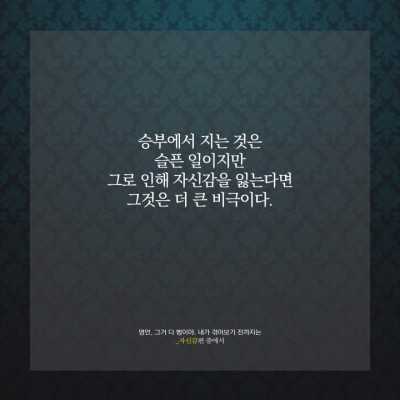 승부에서 지는 것은
슬픈 일이지만
그로 인해 자신감을 잃는다면
그것은 더 큰 비극이다.
명언, 그거 다 뻥이야. 내가 겪어보기 전까지는
_자신감편 중에서